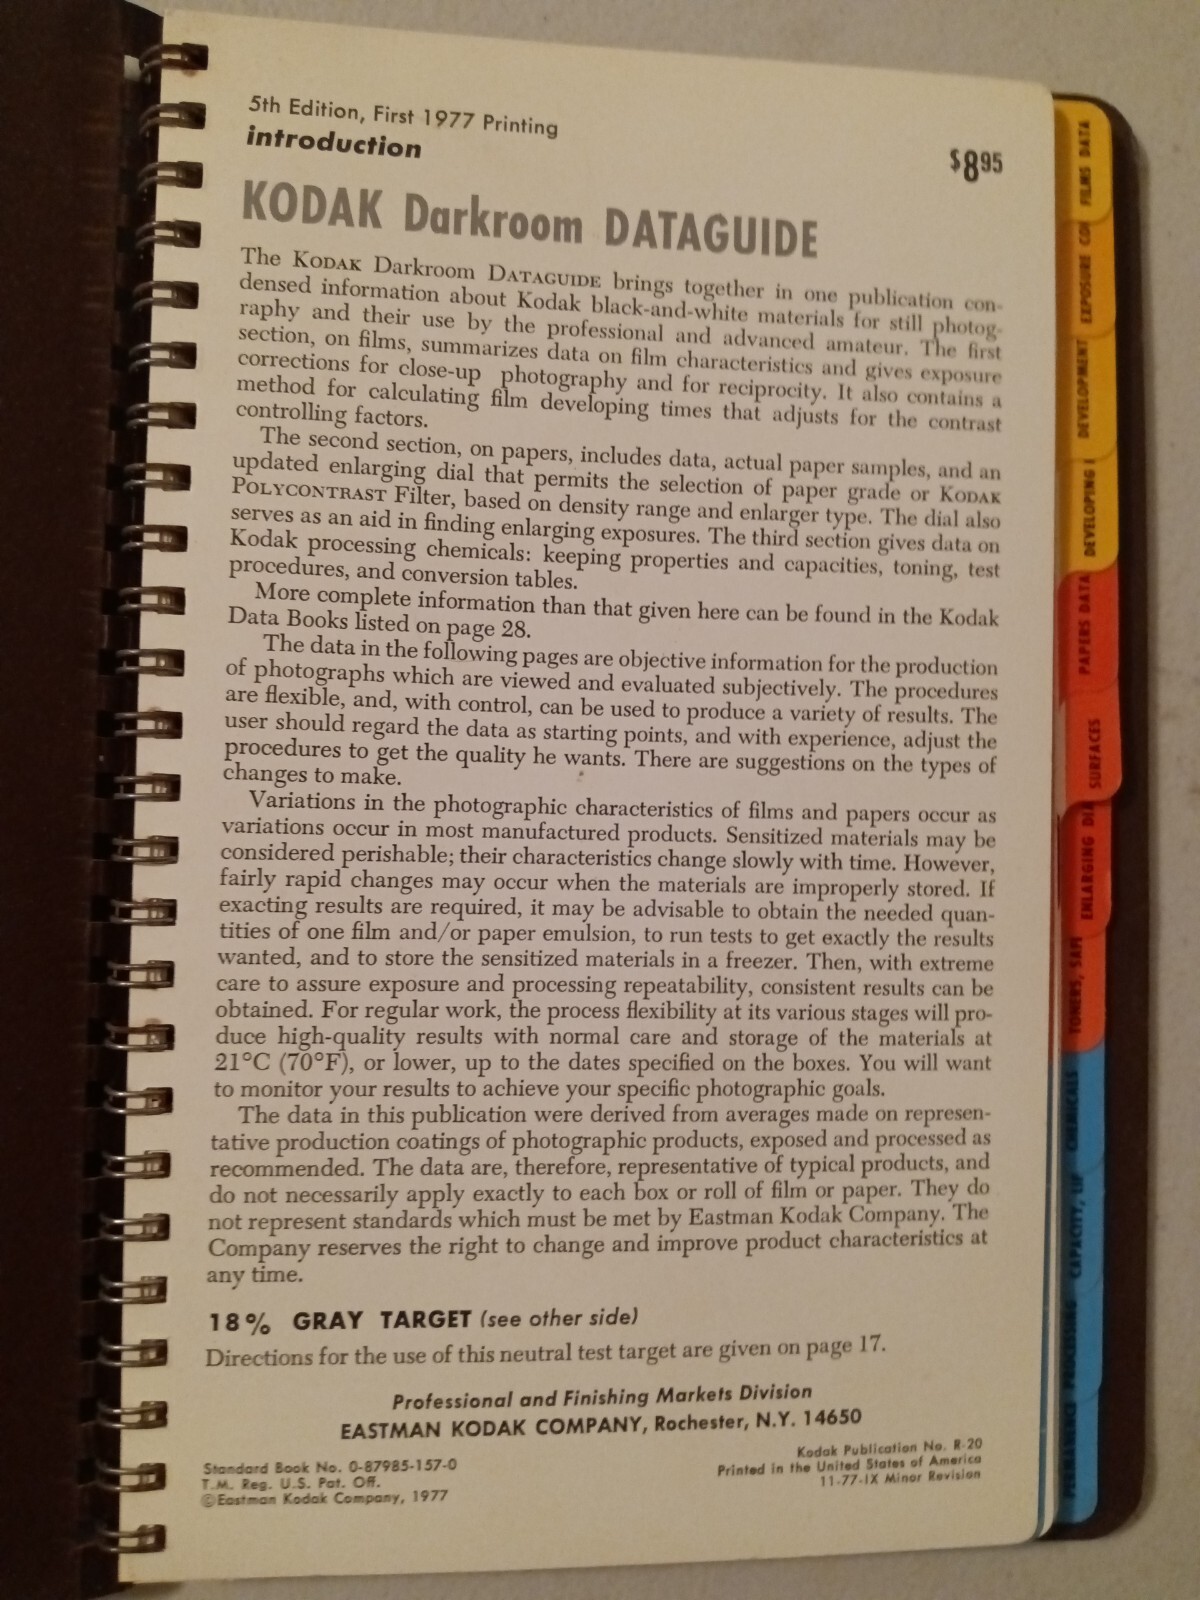 5th Edition, First 1977 Printing
introduction
$895
KODAK Darkroom DATAGUIDE
The KODAK Darkroom DATAGUIDE brings together in one publication con-
densed information about Kodak black-and-white materials for still photog-
raphy and their use by the professional and advanced amateur. The first
section, on films, summarizes data on film characteristics and gives exposure
corrections for close-up photography and for reciprocity. It also contains a
method for calculating film developing times that adjusts for the contrast
controlling factors.
The second section, on papers, includes data, actual paper samples, and an
updated enlarging dial that permits the selection of paper grade or KODAK
POLYCONTRAST Filter, based on density range and enlarger type. The dial also
serves as an aid in finding enlarging exposures. The third section gives data on
Kodak processing chemicals: keeping properties and capacities, toning, test
procedures, and conversion tables.
More complete information than that given here can be found in the Kodak
Data Books listed on page 28.
The data in the following pages are objective information for the production
of photographs which are viewed and evaluated subjectively. The procedures
are flexible, and, with control, can be used to produce a variety of results. The
user should regard the data as starting points, and with experience, adjust the
procedures to get the quality he wants. There are suggestions on the types of
changes to make.
Variations in the photographic characteristics of films and papers occur as
variations occur in most manufactured products. Sensitized materials may be
considered perishable; their characteristics change slowly with time. However,
fairly rapid changes may occur when the materials are improperly stored. If
exacting results are required, it may be advisable to obtain the needed quan-
tities of one film and/or paper emulsion, to run tests to get exactly the results
wanted, and to store the sensitized materials in a freezer. Then, with extreme
care to assure exposure and processing repeatability, consistent results can be
obtained. For regular work, the process flexibility at its various stages will pro-
duce high-quality results with normal care and storage of the materials at
21°C (70°F), or lower, up to the dates specified on the boxes. You will want
to monitor your results to achieve your specific photographic goals.
The data in this publication were derived from averages made on represen-
tative production coatings of photographic products, exposed and processed as
recommended. The data are, therefore, representative of typical products, and
do not necessarily apply exactly to each box or roll of film or paper. They do
not represent standards which must be met by Eastman Kodak Company. The
Company reserves the right to change and improve product characteristics at
any time.
18% GRAY TARGET (see other side)
Directions for the use of this neutral test target are given on page 17.
Professional and Finishing Markets Division
EASTMAN KODAK COMPANY, Rochester, N.Y. 14650
Standard Book No. 0-87985-157-0
T.M. Reg. U.S. Pat. Off.
©Eastman Kodak Company, 1977
Kodak Publication No. R-20
Printed in the United States of America
11-77-IX Minor Revision
FILMS DATA
EXPOSURE CO
DEVELOPMENT
DEVELOPING
PAPERS DATA
SURFACES
ENLARGING DIA
TONERS, SAF
CHEMICALS
CAPACITY, LIF
PROCESSING